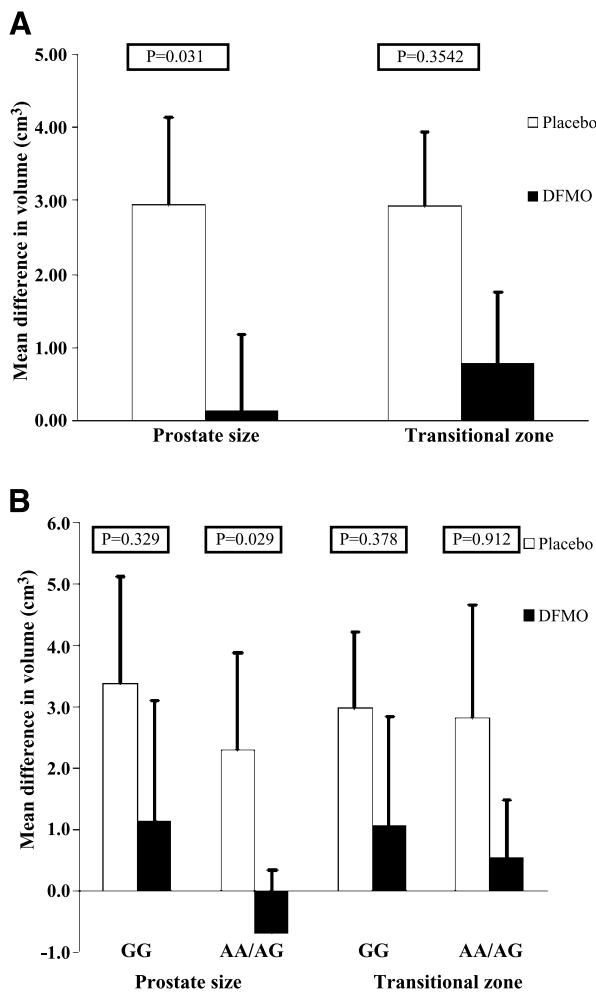 A
5.00
P=0.031
P=0.3542
4.00
Placebo
3.00
DFMO
2.00
1.00
0.00
Mean difference in volume (cm³)
Prostate size
Transitional zone
B
6.0
P=0.329
P=0.029
P=0.378
P=0.912
Placebo
5.0
DFMO
4.0
3.0
2.0
1.0
0.0
-1.0
Mean difference in volume (cm³)
GG
AA/AG
GG
AA/AG
Prostate size
Transitional zone